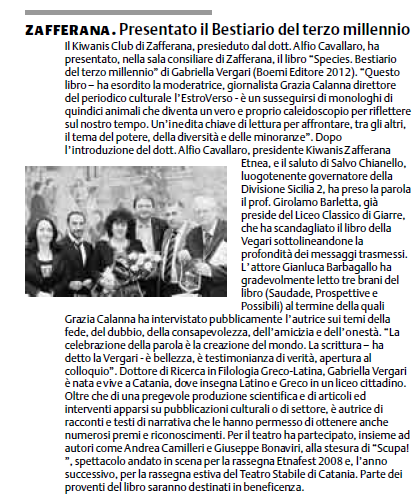 ZAFFERANA. Presentato il Bestiario del terzo millennio
Il Kiwanis Club di Zafferana, presieduto dal dott. Alfio Cavallaro, ha
presentato, nella sala consiliare di Zafferana, il libro “Species. Bestiario
del terzo millennio” di Gabriella Vergari (Boemi Editore 2012). “Questo
libro – ha esordito la moderatrice, giornalista Grazia Calanna direttore
del periodico culturale l'EstroVerso - è un susseguirsi di monologhi di
quindici animali che diventa un vero e proprio caleidoscopio per riflettere
sul nostro tempo. Un'inedita chiave di lettura per affrontare, tra gli altri,
il tema del potere, della diversità e delle minoranze”. Dopo
l'introduzione del dott. Alfio Cavallaro, presidente Kiwanis Zafferana
Etnea, e il saluto di Salvo Chianello,
luogotenente governatore della
Divisione Sicilia 2, ha preso la parola
il prof. Girolamo Barletta, già
preside del Liceo Classico di Giarre,
che ha scandagliato il libro della
Vegari sottolineandone la
profondità dei messaggi trasmessi.
L'attore Gianluca Barbagallo ha
gradevolmente letto tre brani del
libro (Saudade, Prospettive e
Possibili) al termine della quali
Grazia Calanna ha intervistato pubblicamente l'autrice sui temi della
fede, del dubbio, della consapevolezza, dell'amicizia e dell'onestà. “La
celebrazione della parola è la creazione del mondo. La scrittura – ha
detto la Vergari - è bellezza, è testimonianza di verità, apertura al
colloquio”. Dottore di Ricerca in Filologia Greco-Latina, Gabriella Vergari
è nata e vive a Catania, dove insegna Latino e Greco in un liceo cittadino.
Oltre che di una pregevole produzione scientifica e di articoli ed
interventi apparsi su pubblicazioni culturali o di settore, è autrice di
racconti e testi di narrativa che le hanno permesso di ottenere anche
numerosi premi e riconoscimenti. Per il teatro ha partecipato, insieme ad
autori come Andrea Camilleri e Giuseppe Bonaviri, alla stesura di “Scupa!
”, spettacolo andato in scena per la rassegna Etnafest 2008 e, l'anno
successivo, per la rassegna estiva del Teatro Stabile di Catania. Parte dei
proventi del libro saranno destinati in beneficenza.